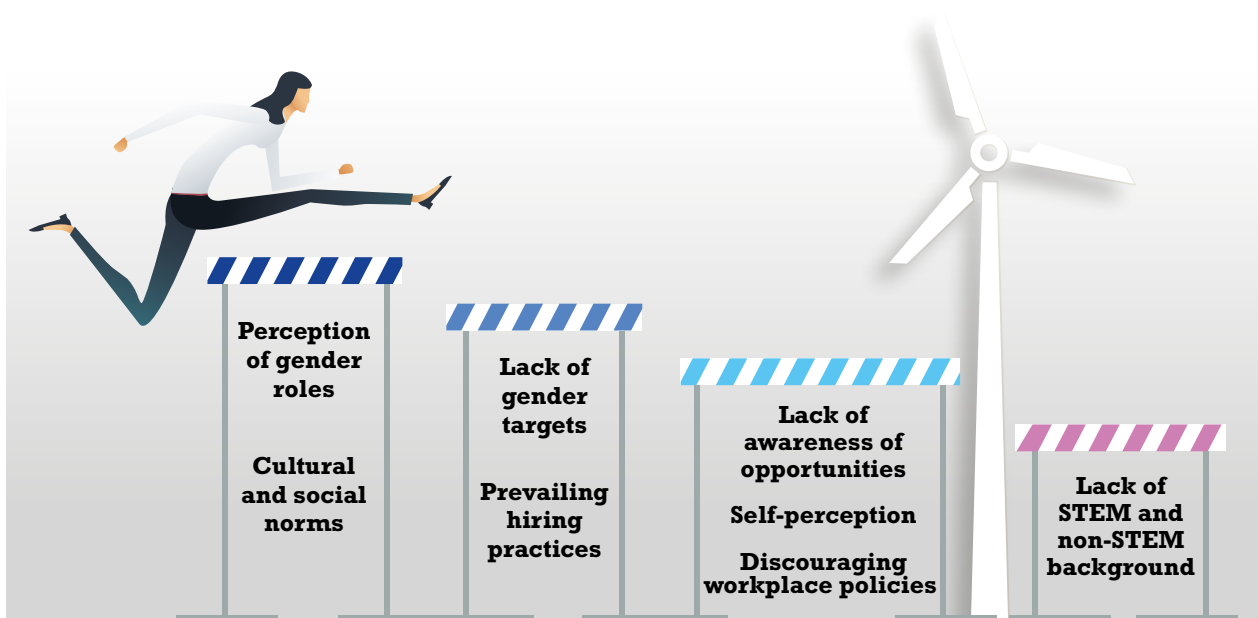 Perception
of gender
roles
Cultural
and social
norms
Lack of
gender
targets
Prevailing
hiring
practices
Lack of
awareness of
opportunities
Self-perception
Discouraging
workplace policies
Lack of
STEM and
non-STEM
background